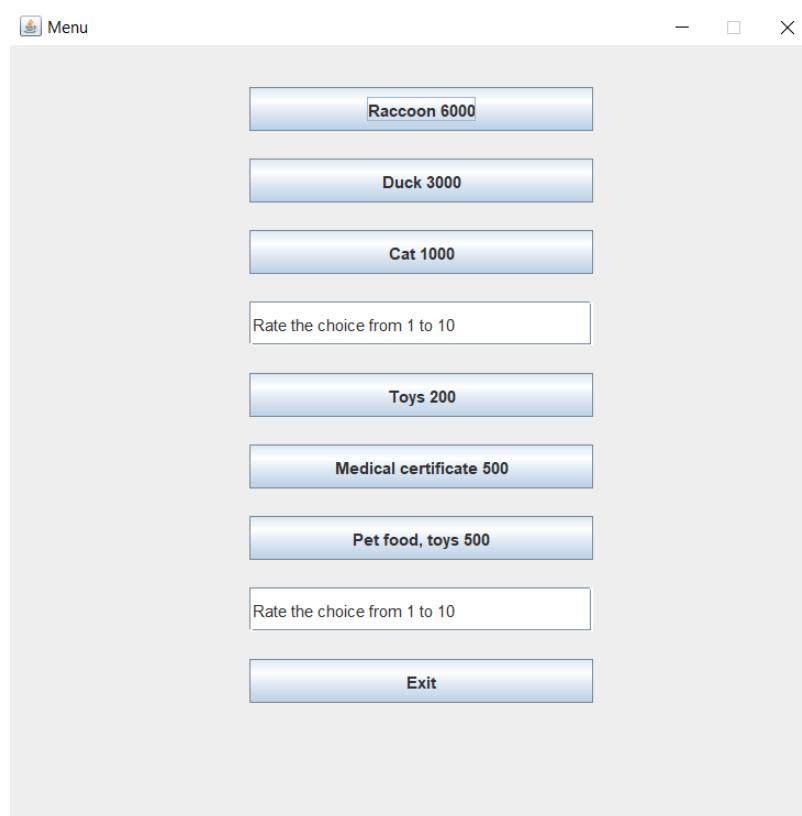 Menu
Raccoon 6000
Duck 3000
Cat 1000
Rate the choice from 1 to 10
Toys 200
Medical certificate 500
Pet food, toys 500
Rate the choice from 1 to 10
Exit